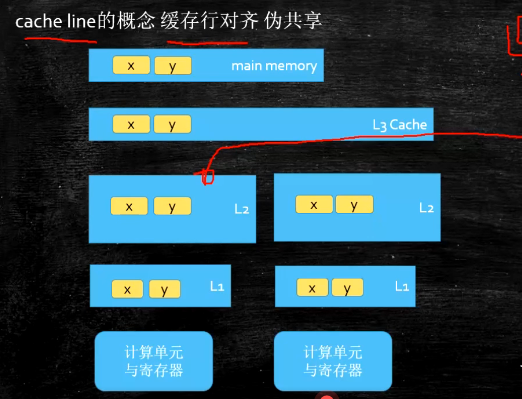 cache line的概念 缓存行对齐 伪共享
x y main memory
x y L3 Cache
x y L2
x y L2
x y L1
x y L1
计算单元
与寄存器
计算单元
与寄存器